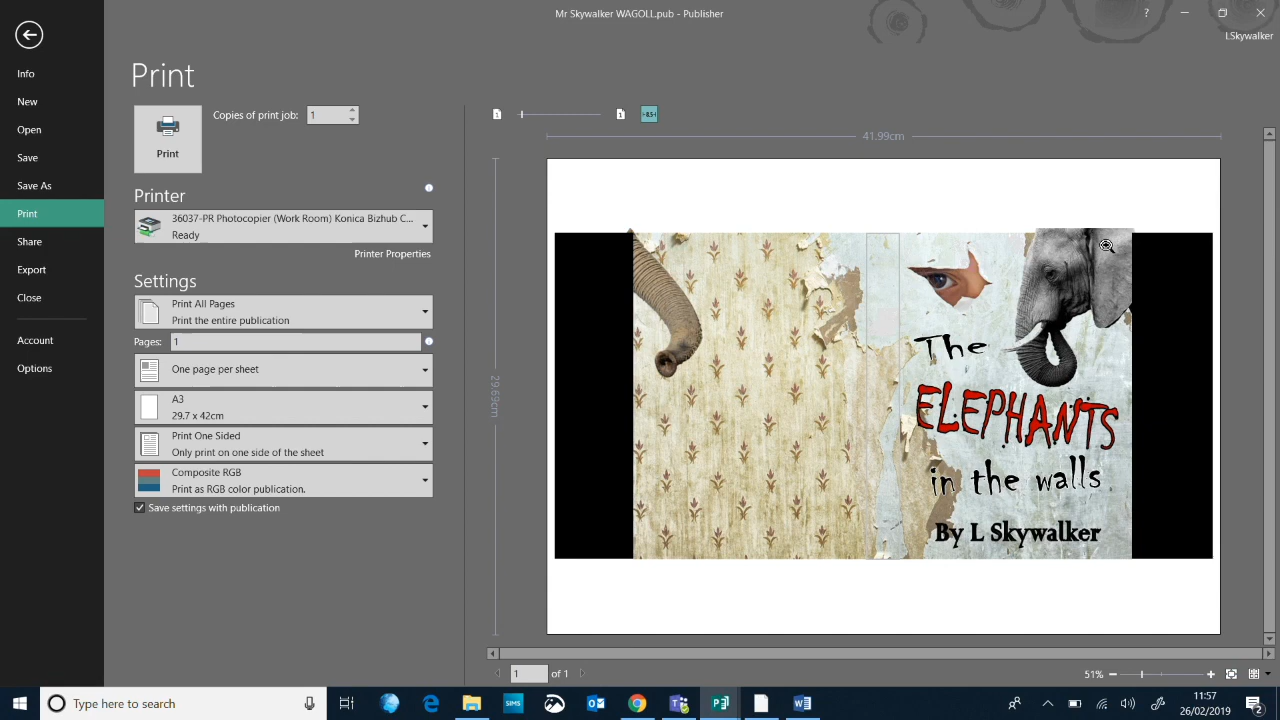 Mr Skywalker WAGOLL.pub - Publisher
?
LSkywalker
Info
New
Open
Save
Save As
Print
Share
Export
Close
Account
Options
Print
Print
Copies of print job: 1
Printer
36037-PR Photocopier (Work Room) Konica Bizhub C...
Ready
Printer Properties
Settings
Print All Pages
Print the entire publication
Pages: 1
One page per sheet
A3
29.7 x 42cm
Print One Sided
Only print on one side of the sheet
Composite RGB
Print as RGB color publication.
Save settings with publication
41.99cm
29.69cm
The
ELEPHANTS
in the walls
By L Skywalker
1 of 1
51%
Type here to search
SIMS
11:57
26/02/2019
2